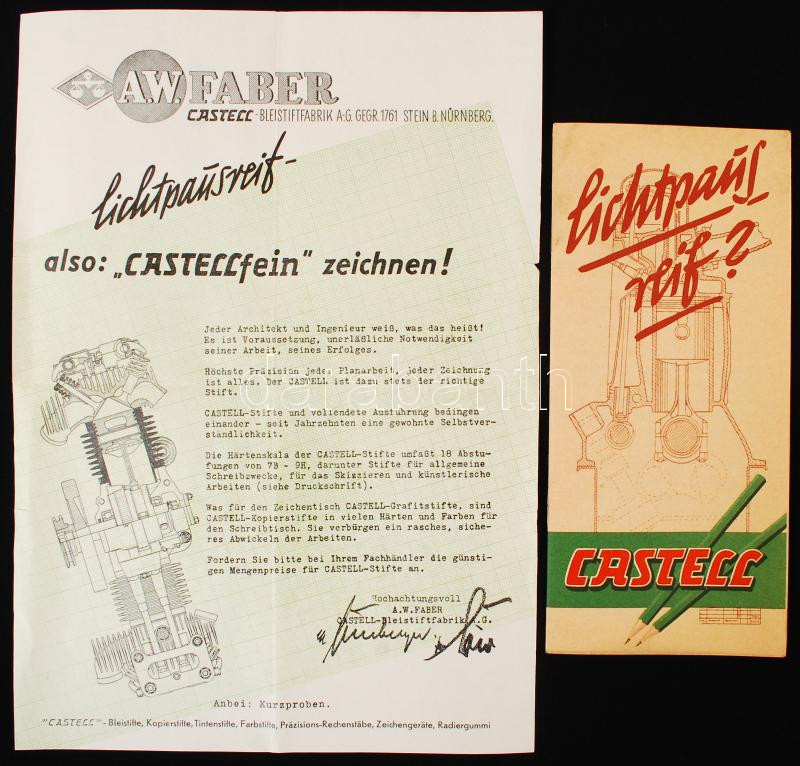 A.W. FABER
CASTELL-BLEISTIFTFABRIK A.-G. GEGR. 1761 STEIN B. NÜRNBERG.
lichtpausreif-
also: „CASTELLfein" zeichnen!
Jeder Architekt und Ingenieur weiß, was das heißt!
Es ist Voraussetzung, unerläßliche Notwendigkeit
seiner Arbeit, seines Erfolges.
Höchste Präzision jeder Planarbeit, jeder Zeichnung
ist alles. Der CASTELL ist dazu stets der richtige
Stift.
CASTELL-Stifte und vollendete Ausführung bedingen
einander - seit Jahrzehnten eine gewohnte Selbstver-
ständlichkeit.
Die Härtenskala der CASTELL-Stifte umfaßt 18 Abstu-
fungen von 7B - 9H, darunter Stifte für allgemeine
Schreibzwecke, für das Skizzieren und künstlerische
Arbeiten (siehe Druckschrift).
Was für den Zeichentisch CASTELL-Grafitstifte, sind
CASTELL-Kopierstifte in vielen Härten und Farben für
den Schreibtisch. Sie verbürgen ein rasches, siche-
res Abwickeln der Arbeiten.
Fordern Sie bitte bei Ihrem Fachhändler die günsti-
gen Mengenpreise für CASTELL-Stifte an.
Hochachtungsvoll
A.W.FABER
CASTELL-Bleistiftfabrik A.G.
Anbei: Kurzproben.
"CASTELL"-Bleistifte, Kopierstifte, Tintenstifte, Farbstifte, Präzisions-Rechenstäbe, Zeichengeräte, Radiergummi
lichtpaus
reif?
CASTELL
darabanth